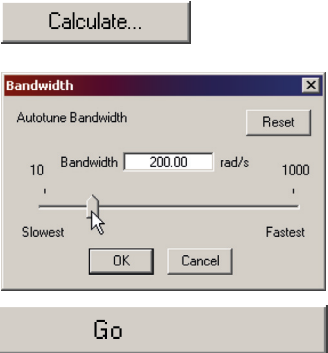 Calculate...
Bandwidth
Autotune Bandwidth
Reset
10 Bandwidth 200.00 rad/s 1000
Slowest Fastest
OK Cancel
Go